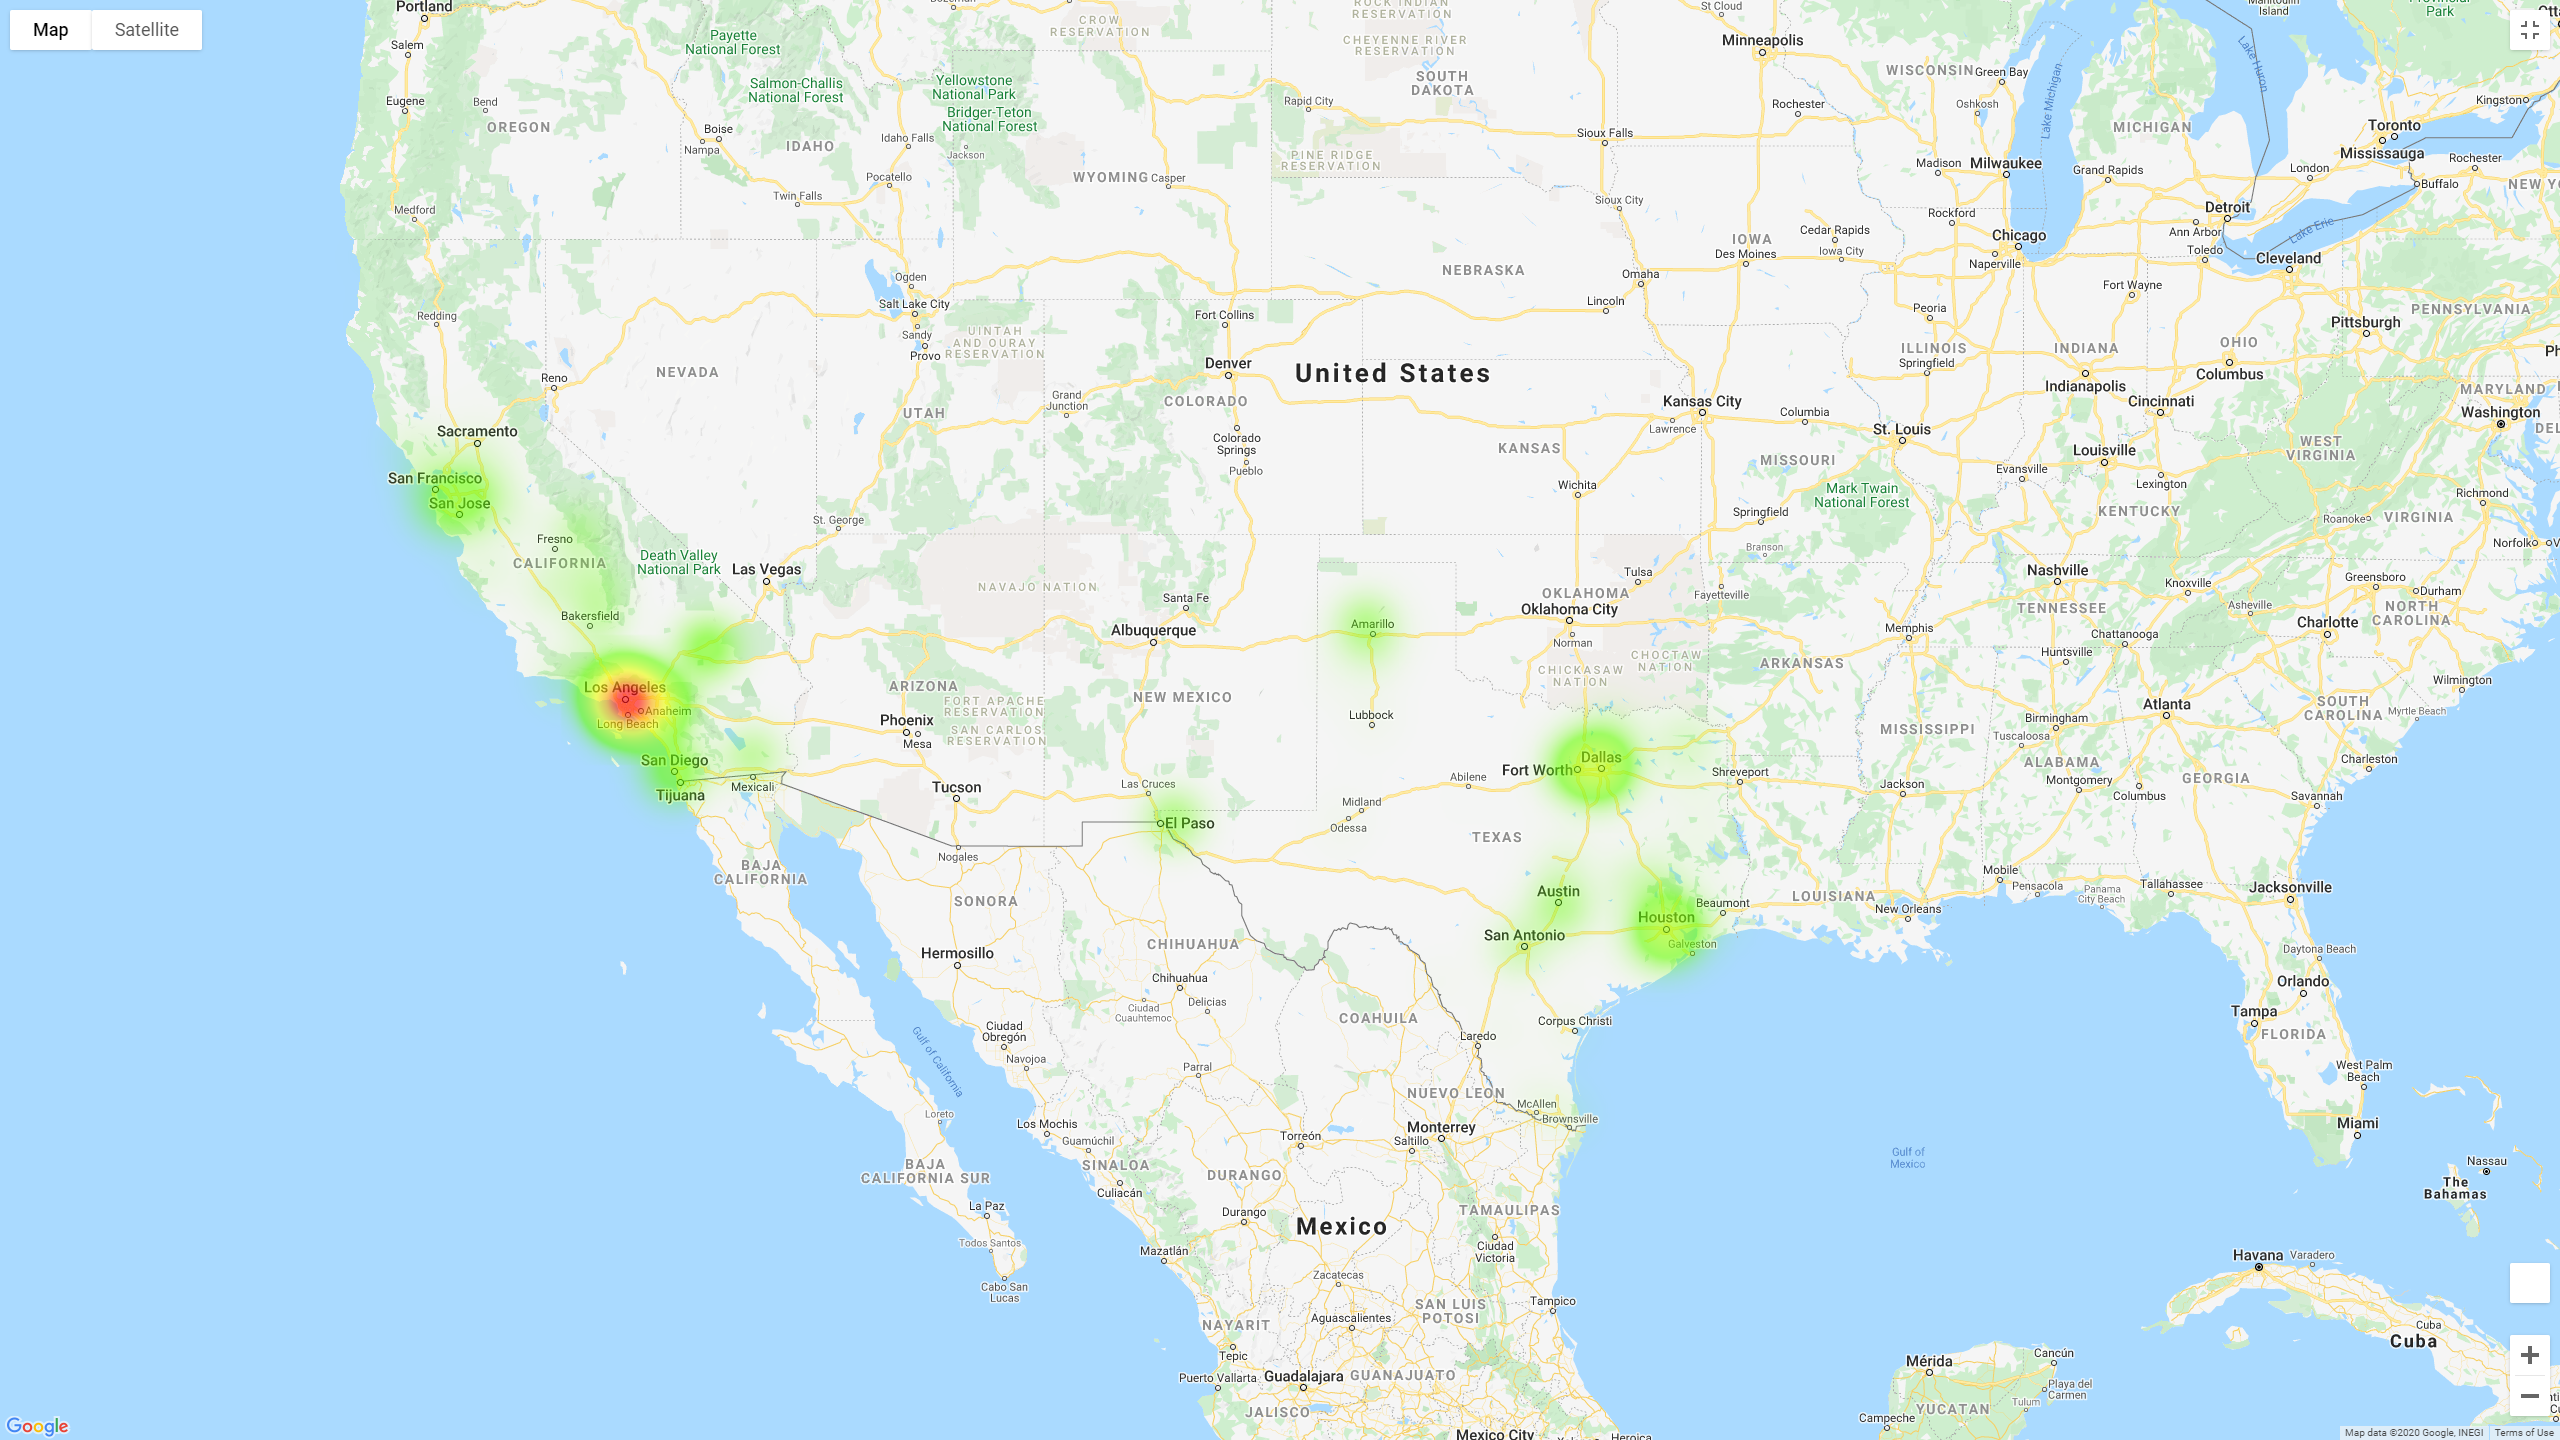 Map
Satellite
Portland
Salem
Eugene
Bend
OREGON
Medford
Payette
National Forest
Salmon-Challis
National Forest
Boise
Nampa
IDAHO
Twin Falls
Idaho Falls
Pocatello
Yellowstone
National Park
Bridger-Teton
National Forest
Jackson
CROW
RESERVATION
WYOMING
Casper
ROCK INDIAN
RESERVATION
CHEYENNE RIVER
RESERVATION
SOUTH
DAKOTA
Rapid City
PINE RIDGE
RESERVATION
Sioux Falls
Sioux City
St Cloud
Minneapolis
Rochester
WISCONSIN
Green Bay
Oshkosh
Madison
Milwaukee
Lake Michigan
Manitoulin
Island
Lake Huron
MICHIGAN
Grand Rapids
Detroit
Ann Arbor
Toledo
London
Toronto
Mississauga
Kingston
Rochester
Buffalo
Lake Erie
Cleveland
Provincial
Park
IOWA
Des Moines
Cedar Rapids
Iowa City
Rockford
Chicago
Naperville
Peoria
ILLINOIS
Springfield
Fort Wayne
INDIANA
Indianapolis
OHIO
Columbus
Cincinnati
Pittsburgh
PENNSYLVANIA
MARYLAND
Washington
WEST
VIRGINIA
NEBRASKA
Omaha
Lincoln
Ogden
Salt Lake City
Sandy
Provo
UINTAH
AND OURAY
RESERVATION
Fort Collins
Denver
United States
Redding
Reno
NEVADA
UTAH
Grand
Junction
COLORADO
Colorado
Springs
Pueblo
Kansas City
Lawrence
KANSAS
Columbia
St. Louis
MISSOURI
Mark Twain
National Forest
Springfield
Branson
Wichita
Louisville
Evansville
Lexington
KENTUCKY
Richmond
Roanoke
VIRGINIA
Norfolk
Sacramento
San Francisco
San Jose
Fresno
CALIFORNIA
Death Valley
National Park
Las Vegas
St. George
Bakersfield
Los Angeles
Anaheim
Long Beach
San Diego
Tijuana
Mexicali
NAVAJO NATION
Santa Fe
Albuquerque
ARIZONA
FORT APACHE
RESERVATION
SAN CARLOS
RESERVATION
NEW MEXICO
Phoenix
Mesa
Tucson
Nogales
Las Cruces
El Paso
Amarillo
Lubbock
Midland
Odessa
Abilene
Fort Worth
Dallas
TEXAS
Austin
San Antonio
Houston
Galveston
Beaumont
Corpus Christi
Laredo
McAllen
Brownsville
Tulsa
OKLAHOMA
Oklahoma City
Norman
CHICKASAW
NATION
CHOCTAW
NATION
Fayetteville
ARKANSAS
Memphis
Shreveport
LOUISIANA
New Orleans
MISSISSIPPI
Jackson
Nashville
TENNESSEE
Knoxville
Chattanooga
Huntsville
Asheville
Greensboro
Durham
NORTH
CAROLINA
Charlotte
Wilmington
SOUTH
CAROLINA
Myrtle Beach
Charleston
Savannah
Atlanta
GEORGIA
Birmingham
Tuscaloosa
ALABAMA
Montgomery
Columbus
Mobile
Pensacola
Panama
City Beach
Tallahassee
Jacksonville
Daytona Beach
Orlando
Tampa
FLORIDA
West Palm
Beach
Miami
Nassau
The
Bahamas
Havana
Varadero
Cuba
Cuba
BAJA
CALIFORNIA
SONORA
Hermosillo
CHIHUAHUA
Chihuahua
Ciudad
Cuauhtemoc
Delicias
Ciudad
Obregón
Navojoa
Gulf of California
COAHUILA
Parral
NUEVO LEON
Monterrey
Saltillo
Torreón
Loreto
Los Mochis
Guamúchil
SINALOA
Culiacán
DURANGO
Durango
BAJA
CALIFORNIA SUR
La Paz
Todos Santos
Cabo San
Lucas
Mazatlán
Mexico
TAMAULIPAS
Ciudad
Victoria
Zacatecas
SAN LUIS
POTOSI
Tampico
Aguascalientes
NAYARIT
Tepic
Puerto Vallarta
Guadalajara
GUANAJUATO
JALISCO
Mexico City
Gulf of
Mexico
Mérida
Cancún
Playa del
Carmen
Tulum
YUCATAN
Campeche
Google
Map data ©2020 Google, INEGI
Terms of Use